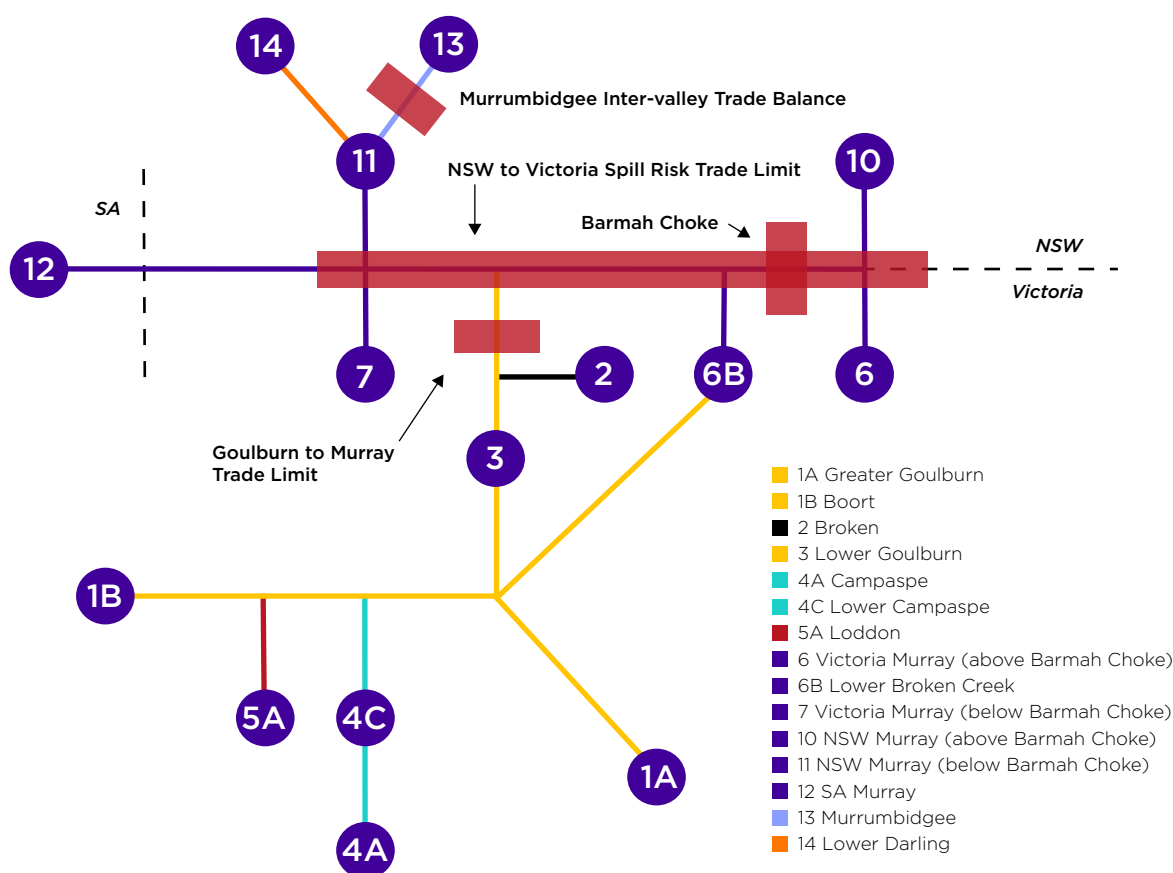 14
13
Murrumbidgee Inter-valley Trade Balance
11
10
NSW to Victoria Spill Risk Trade Limit
SA
Barmah Choke
NSW
12
Victoria
7
2
6B
6
Goulburn to Murray
Trade Limit
3
1A Greater Goulburn
1B Boort
2 Broken
3 Lower Goulburn
4A Campaspe
4C Lower Campaspe
5A Loddon
6 Victoria Murray (above Barmah Choke)
6B Lower Broken Creek
7 Victoria Murray (below Barmah Choke)
10 NSW Murray (above Barmah Choke)
11 NSW Murray (below Barmah Choke)
12 SA Murray
13 Murrumbidgee
14 Lower Darling
1B
5A
4C
1A
4A